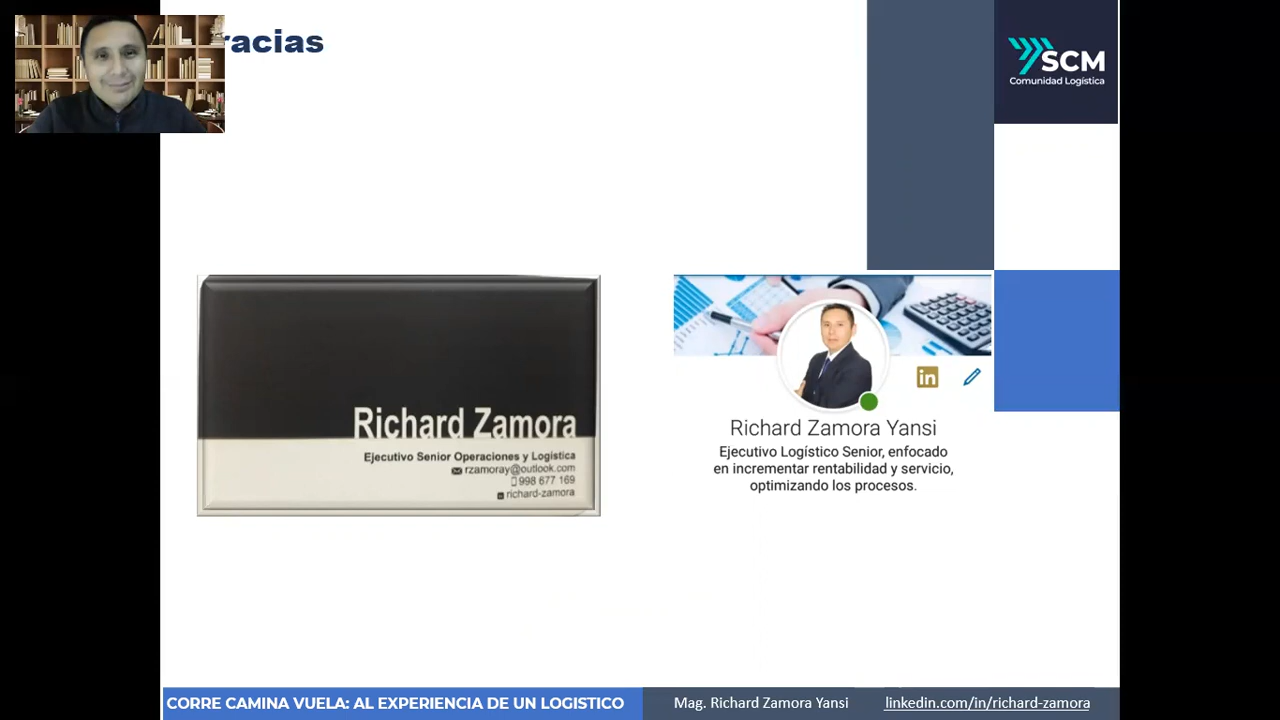 racias
SCM
Comunidad Logística
Richard Zamora
Ejecutivo Senior Operaciones y Logística
rzamoray@outlook.com
998 677 169
in richard-zamora
in
Richard Zamora Yansi
Ejecutivo Logístico Senior, enfocado
en incrementar rentabilidad y servicio,
optimizando los procesos.
CORRE CAMINA VUELA: AL EXPERIENCIA DE UN LOGISTICO
Mag. Richard Zamora Yansi
linkedin.com/in/richard-zamora